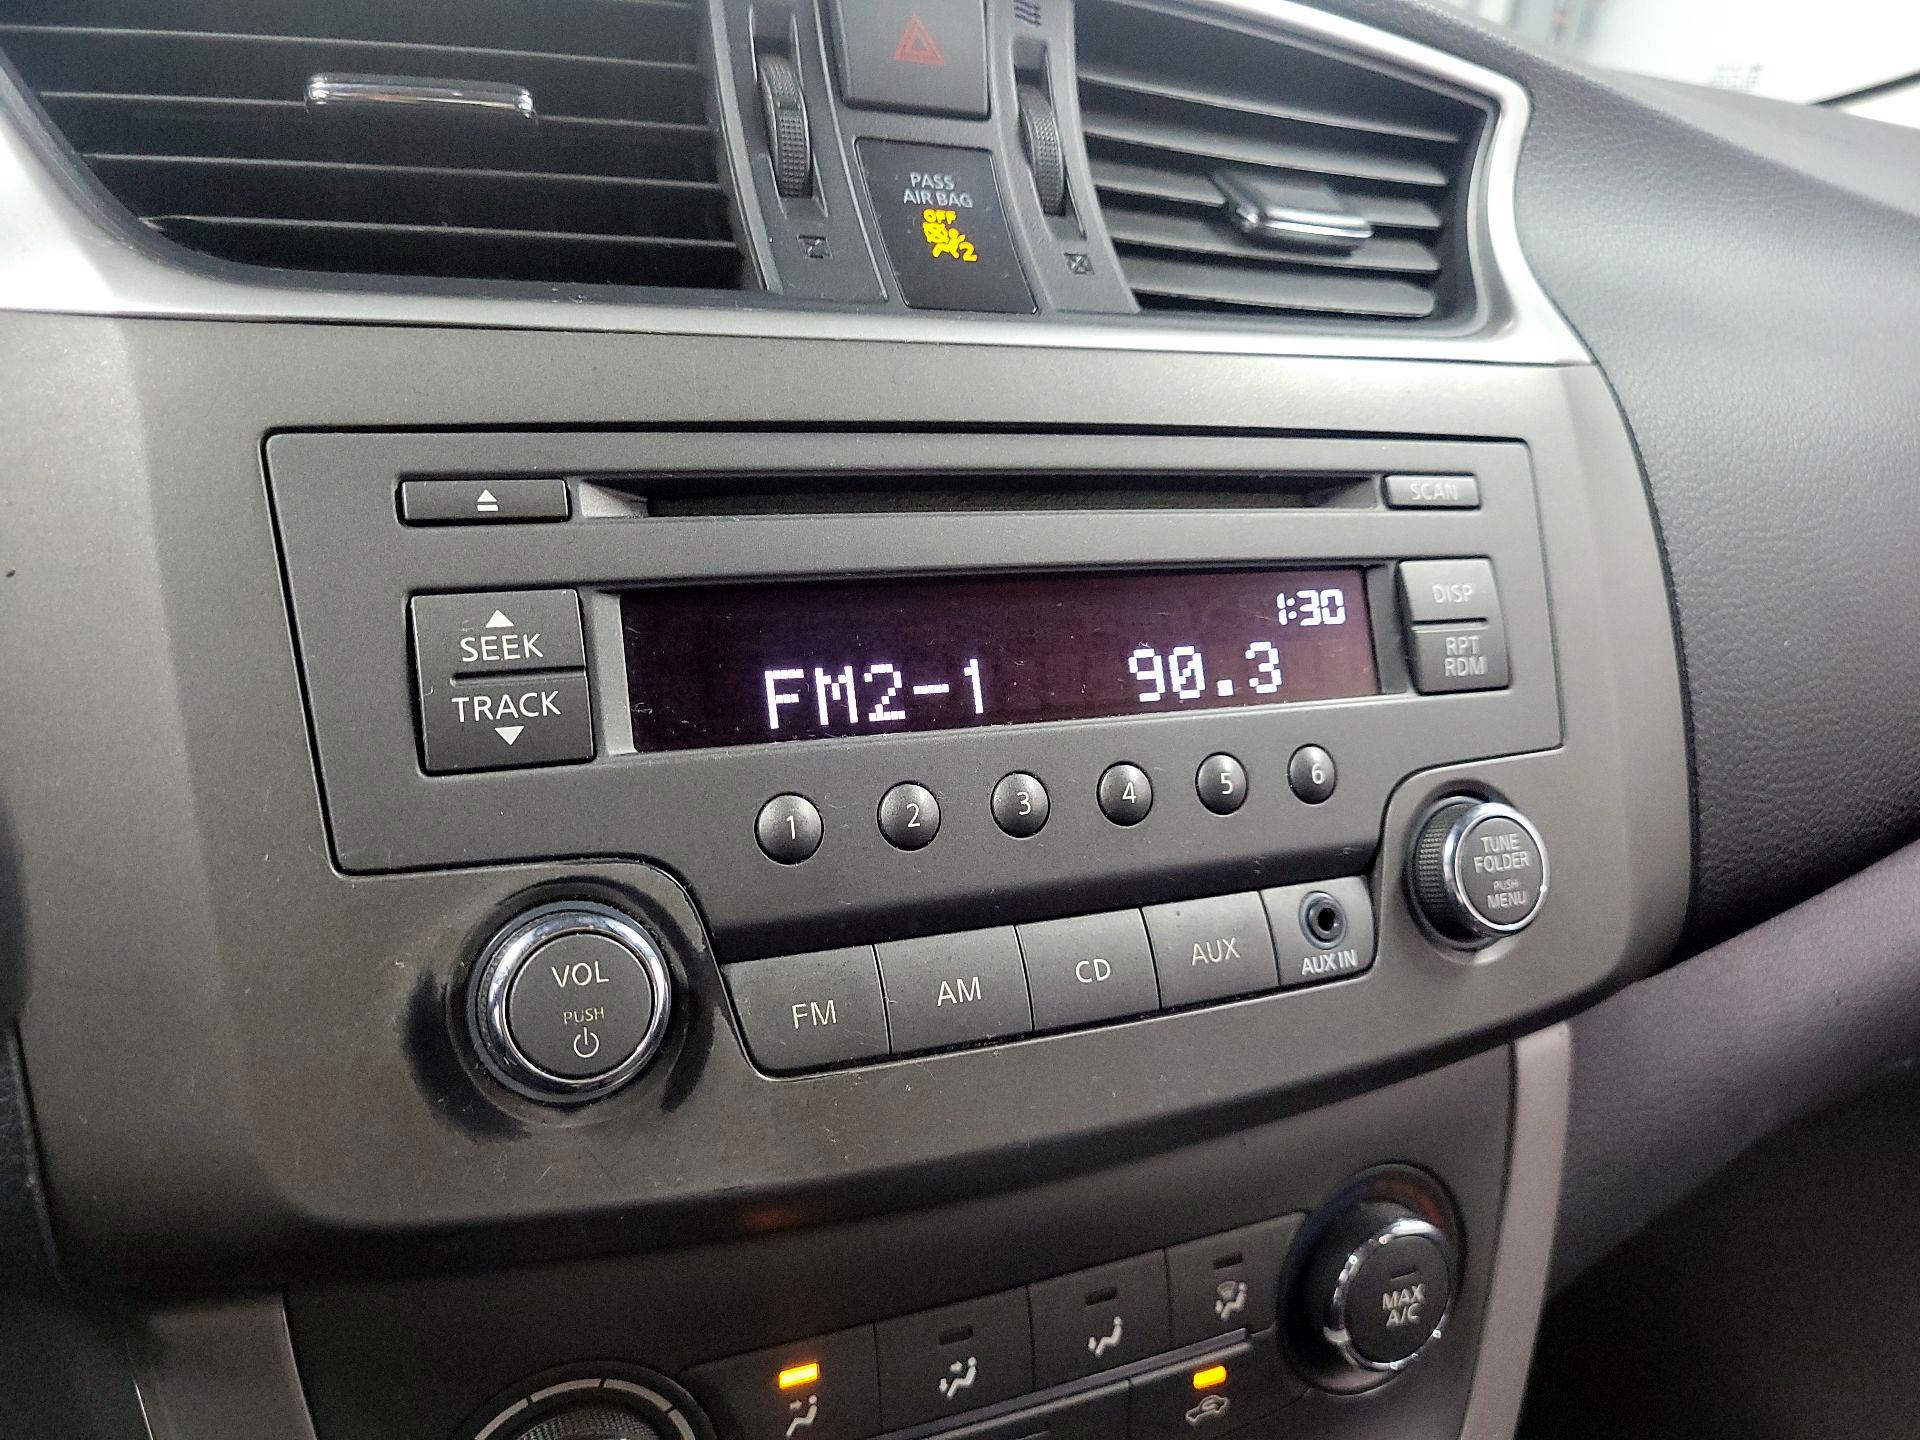 PASS
AIR BAG
OFF
2
SCAN
SEEK
TRACK
1:30
FM2-1 90.3
DISP
RPT
RDM
1 2 3 4 5 6
TUNE
FOLDER
PUSH
MENU
VOL
PUSH
FM AM CD AUX AUX IN
MAX
A/C